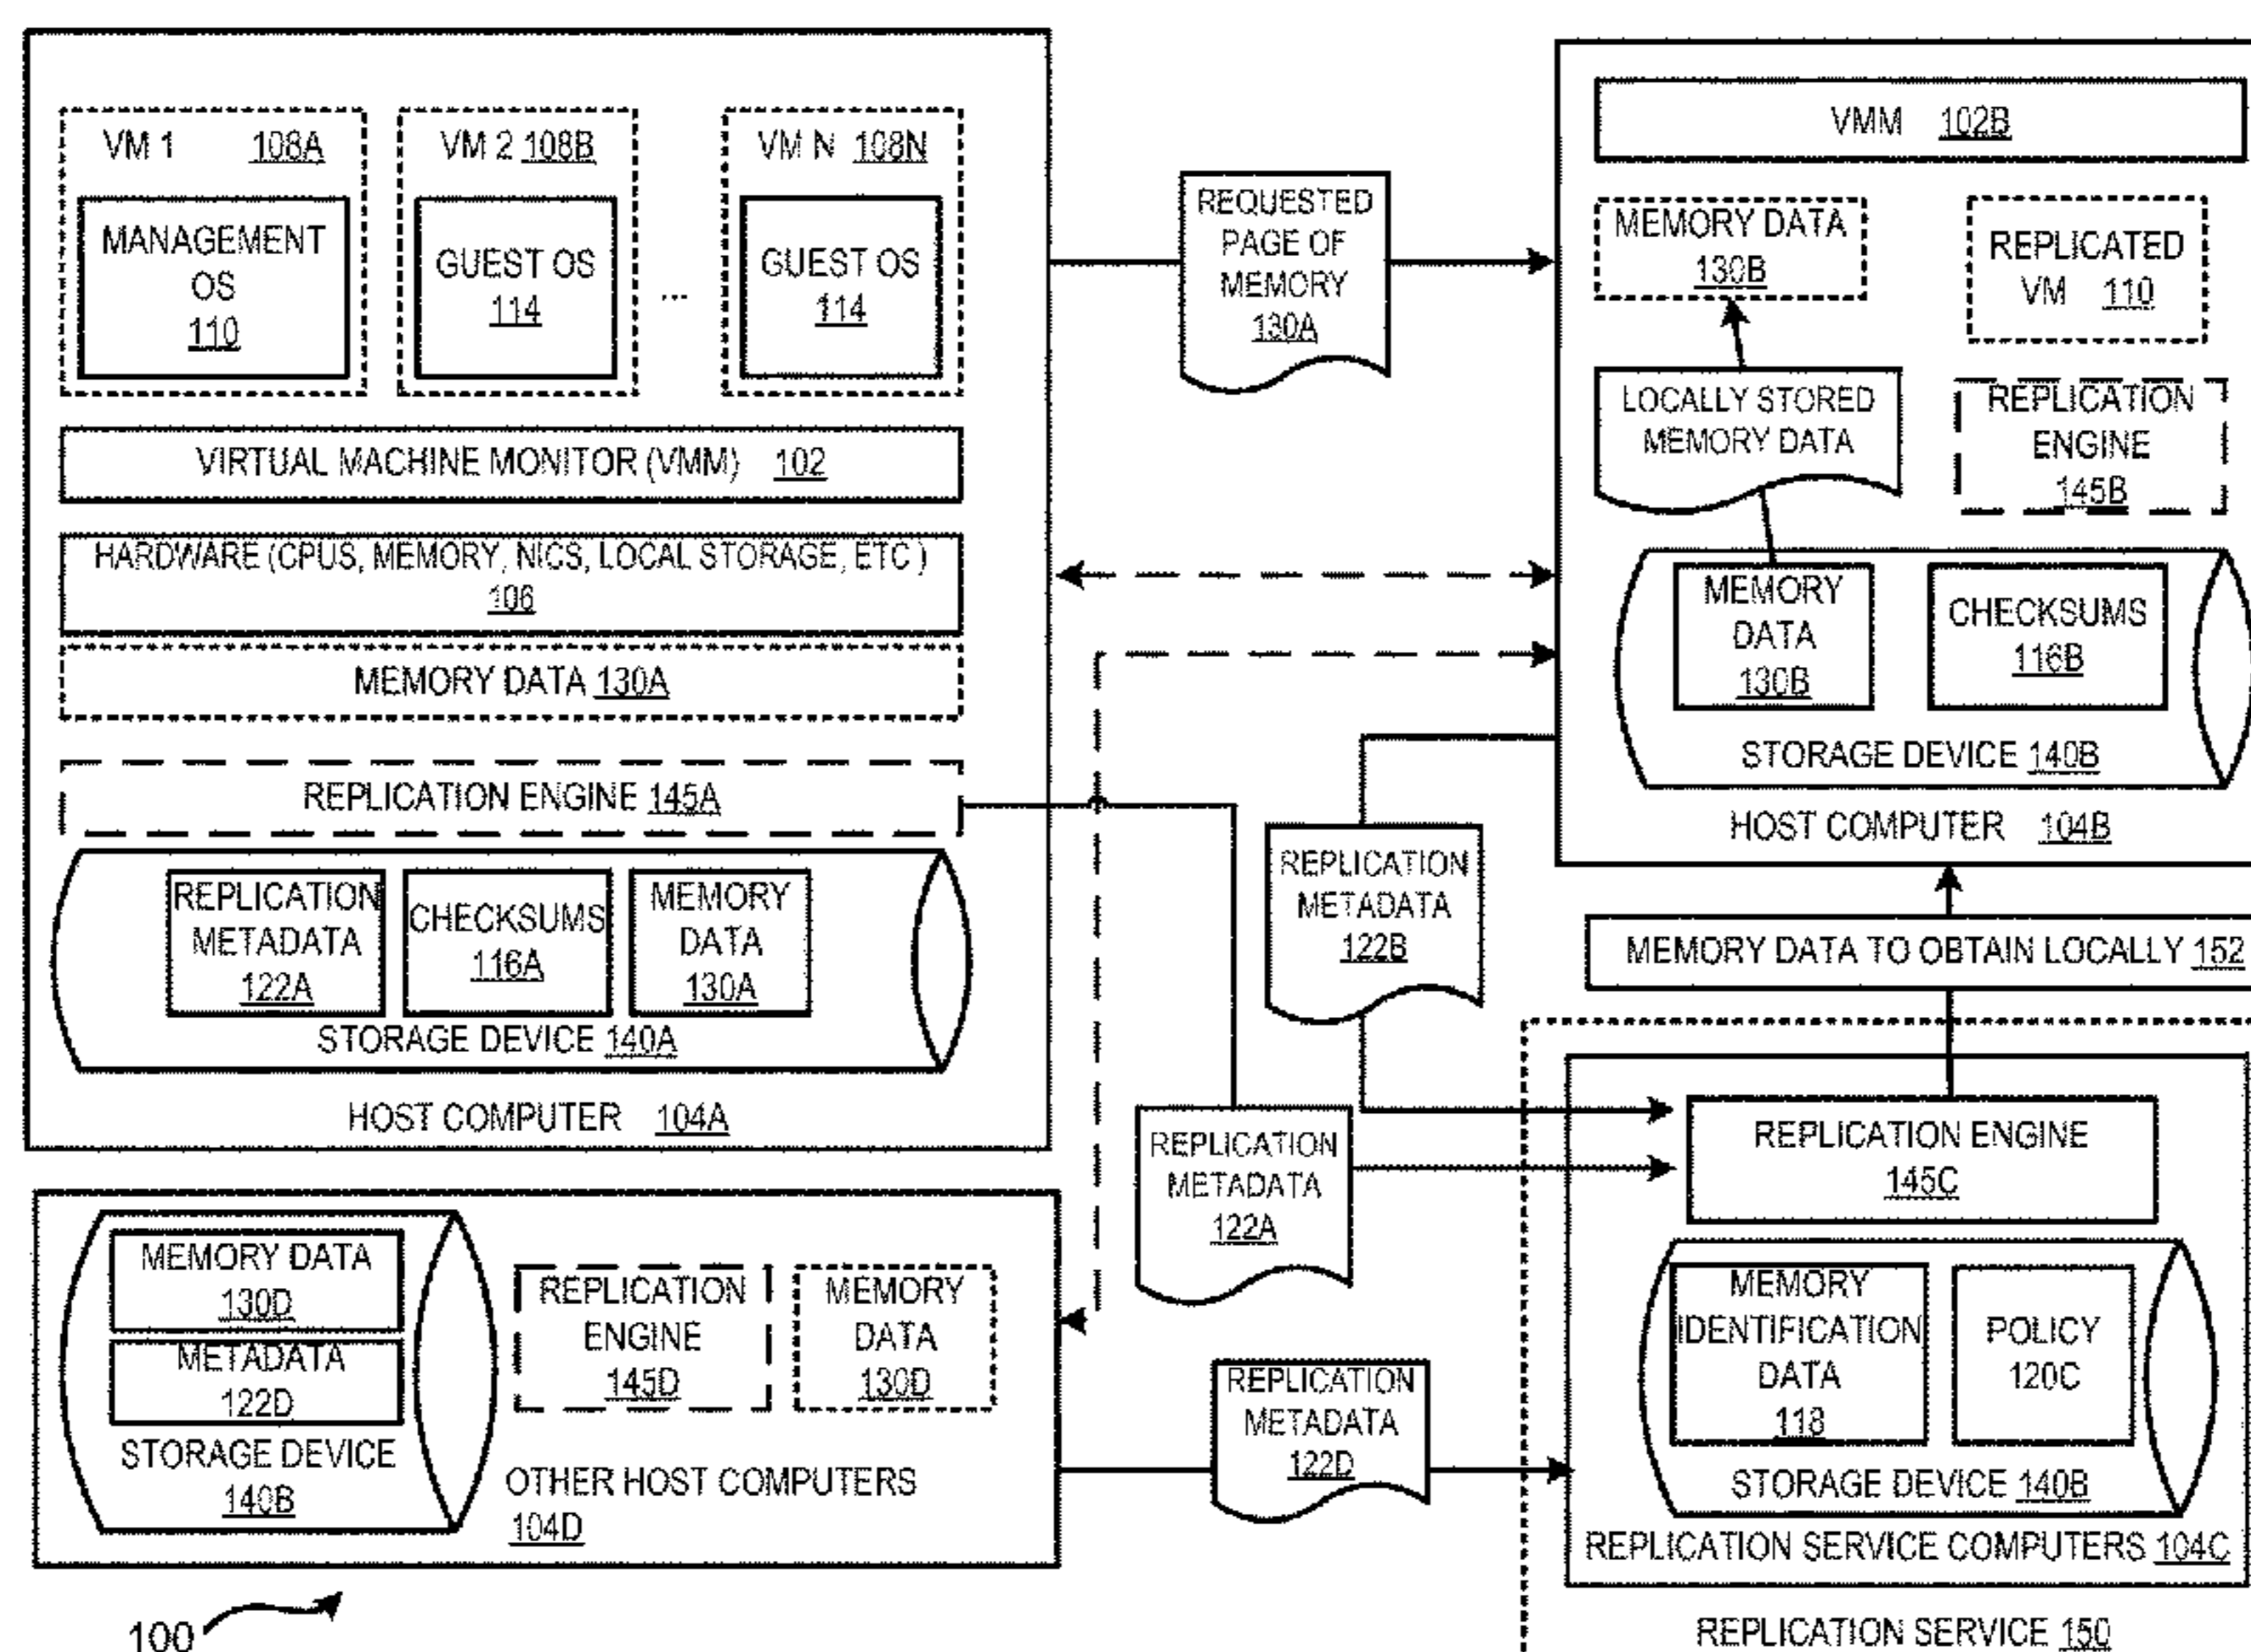 VM 1 108A
MANAGEMENT
OS
110
VM 2 108B
GUEST OS
114
...
VM N 108N
GUEST OS
114
VIRTUAL MACHINE MONITOR (VMM) 102
HARDWARE (CPUS, MEMORY, NICS, LOCAL STORAGE, ETC )
106
MEMORY DATA 130A
REPLICATION ENGINE 145A
REPLICATION
METADATA
122A
CHECKSUMS
116A
MEMORY
DATA
130A
STORAGE DEVICE 140A
HOST COMPUTER 104A
REQUESTED
PAGE OF
MEMORY
130A
VMM 102B
MEMORY DATA
130B
REPLICATED
VM 110
LOCALLY STORED
MEMORY DATA
REPLICATION
ENGINE
145B
MEMORY
DATA
130B
CHECKSUMS
116B
STORAGE DEVICE 140B
HOST COMPUTER 104B
REPLICATION
METADATA
122B
MEMORY DATA TO OBTAIN LOCALLY 152
REPLICATION
METADATA
122A
REPLICATION ENGINE
145C
MEMORY
IDENTIFICATION
DATA
118
POLICY
120C
STORAGE DEVICE 140B
REPLICATION SERVICE COMPUTERS 104C
REPLICATION SERVICE 150
MEMORY DATA
130D
METADATA
122D
STORAGE DEVICE
140B
REPLICATION
ENGINE
145D
MEMORY
DATA
130D
OTHER HOST COMPUTERS
104D
REPLICATION
METADATA
122D
100